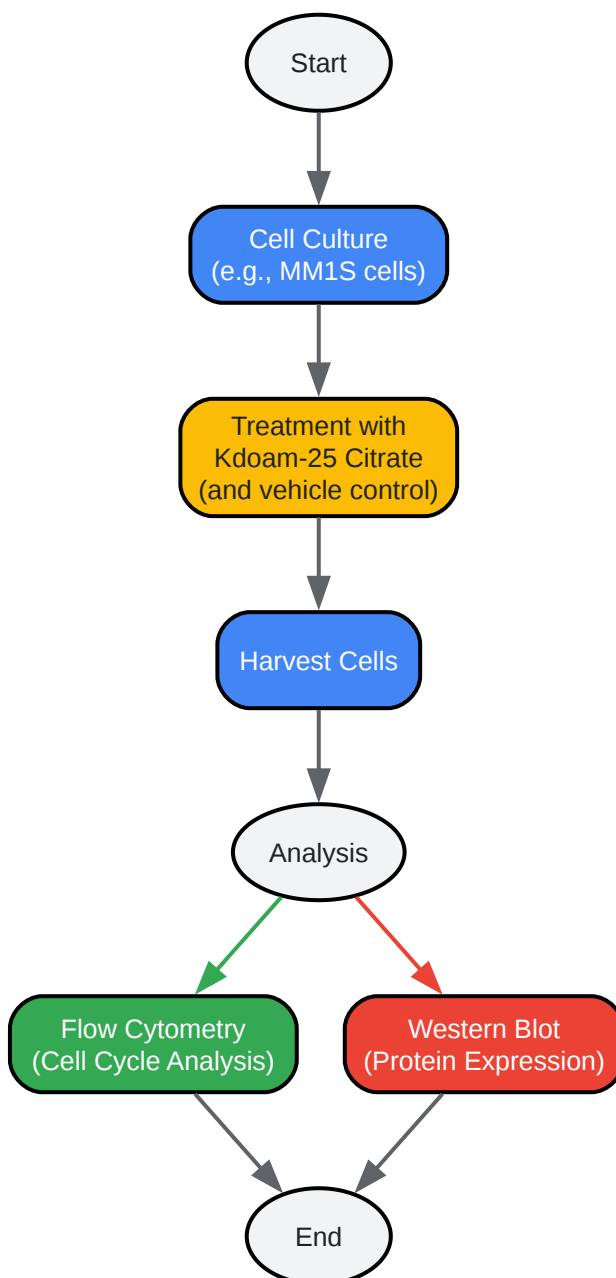 Start
Cell Culture
(e.g., MM1S cells)
Treatment with
Kdoam-25 Citrate
(and vehicle control)
Harvest Cells
Analysis
Flow Cytometry
(Cell Cycle Analysis)
Western Blot
(Protein Expression)
End